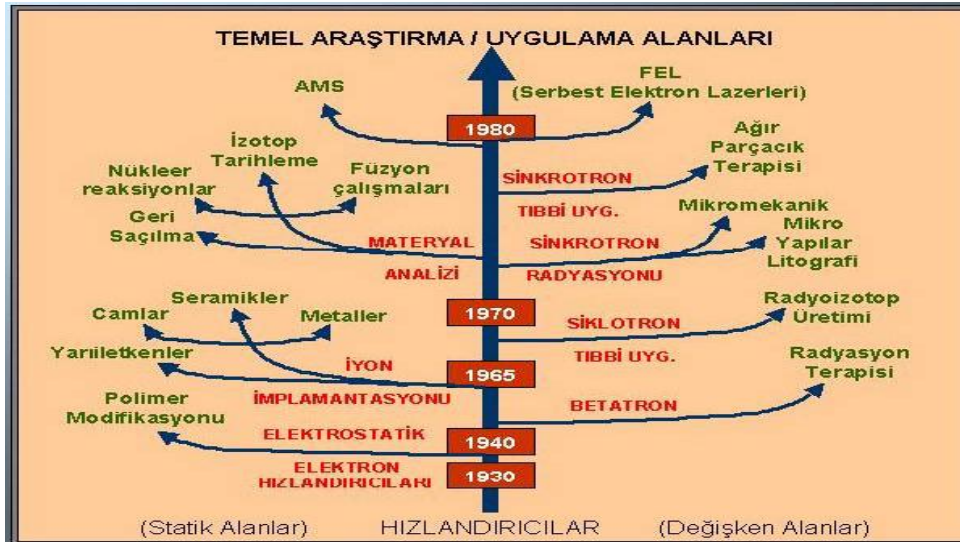 TEMEL ARAŞTIRMA / UYGULAMA ALANLARI
AMS
FEL
(Serbest Elektron Lazerleri)
1980
İzotop
Tarihleme
Nükleer
reaksiyonlar
Füzyon
çalışmaları
Geri
Saçılma
MATERYAL
ANALİZİ
SİNKROTRON
TIBBİ UYG.
Ağır
Parçacık
Terapisi
SİNKROTRON
RADYASYONU
Mikromekanik
Mikro
Yapılar
Litografi
1970
Seramikler
Camlar
Metaller
Yarıiletkenler
İYON
İMPLAMANTASYONU
SİKLOTRON
TIBBİ UYG.
Radyoizotop
Üretimi
1965
Radyasyon
Terapisi
BETATRON
Polimer
Modifikasyonu
ELEKTROSTATİK
ELEKTRON
HIZLANDIRICILARI
1940
1930
(Statik Alanlar)
HIZLANDIRICILAR
(Değişken Alanlar)